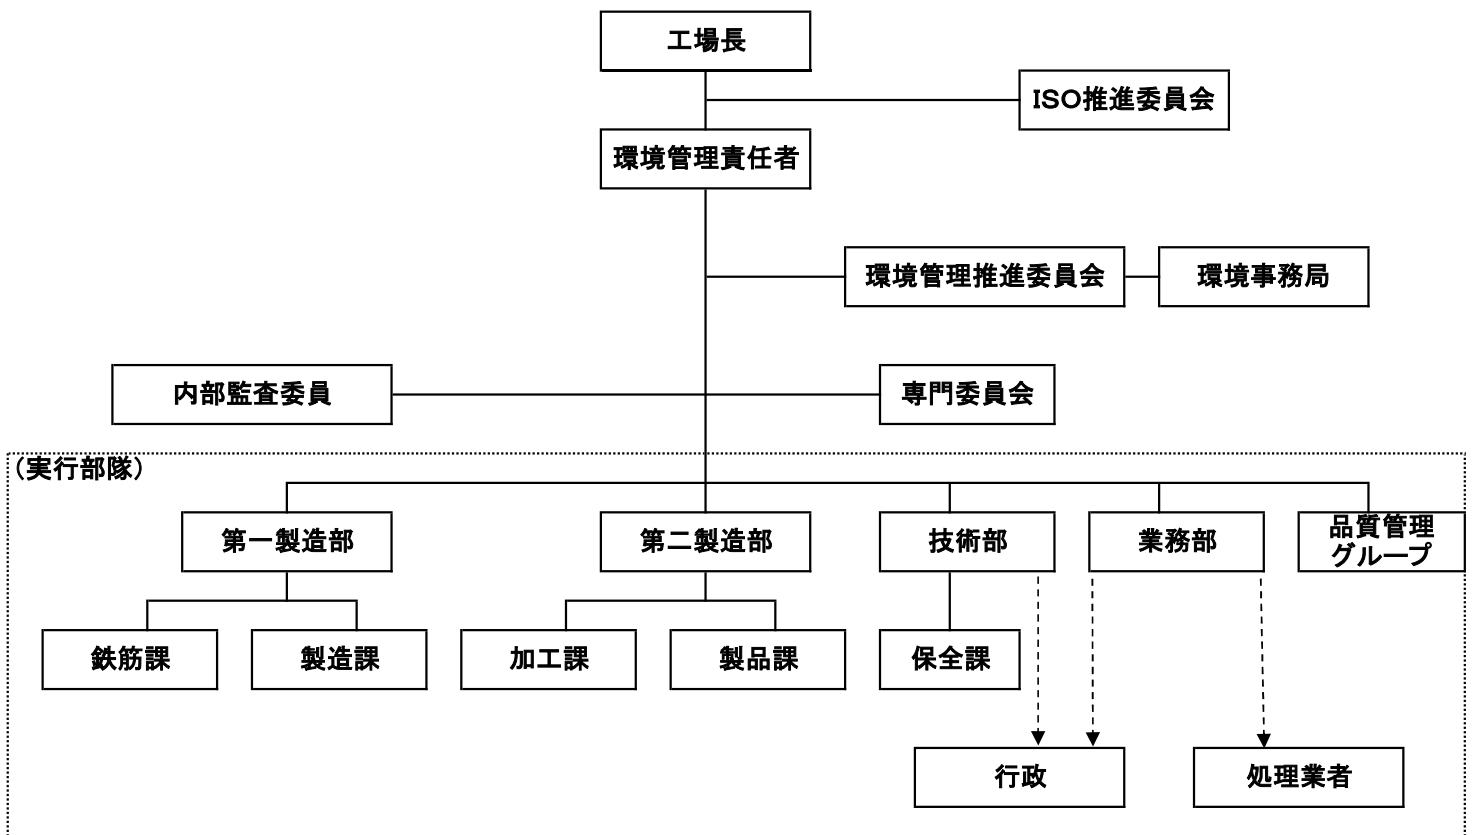 工場長
ISO推進委員会
環境管理責任者
環境管理推進委員会
環境事務局
内部監査委員
専門委員会
（実行部隊）
第一製造部
第二製造部
技術部
業務部
品質管理
グループ
鉄筋課
製造課
加工課
製品課
保全課
行政
処理業者